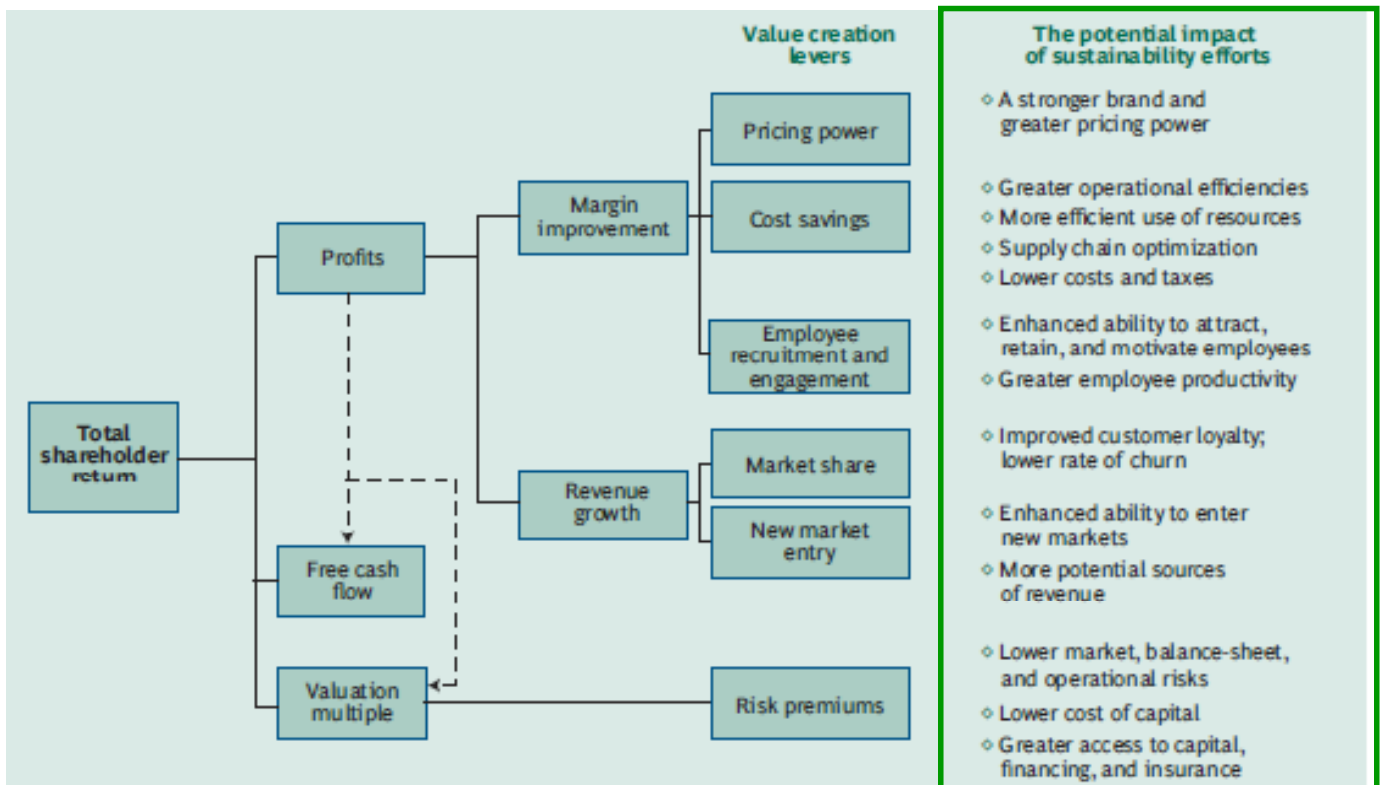 Value creation
levers
The potential impact
of sustainability efforts
Pricing power
◇ A stronger brand and
greater pricing power
Margin
improvement
Cost savings
◇ Greater operational efficiencies
◇ More efficient use of resources
◇ Supply chain optimization
◇ Lower costs and taxes
Profits
Employee
recruitment and
engagement
◇ Enhanced ability to attract,
retain, and motivate employees
◇ Greater employee productivity
Total
shareholder
return
Market share
◇ Improved customer loyalty;
lower rate of churn
Revenue
growth
New market
entry
◇ Enhanced ability to enter
new markets
◇ More potential sources
of revenue
Free cash
flow
Valuation
multiple
Risk premiums
◇ Lower market, balance-sheet,
and operational risks
◇ Lower cost of capital
◇ Greater access to capital,
financing, and insurance